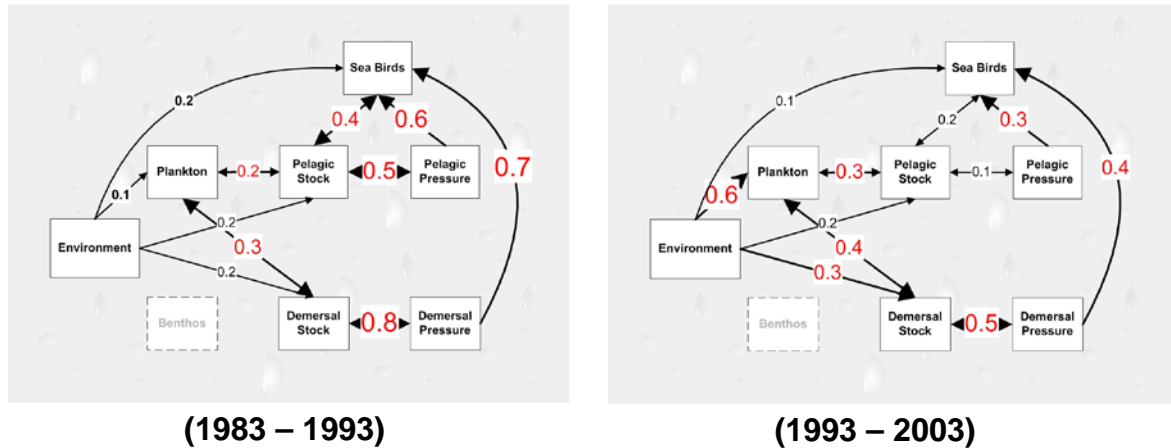 Sea Birds
0.2
0.4
0.6
Plankton
0.2
Pelagic
Stock
0.5
Pelagic
Pressure
0.7
0.1
0.2
Environment
0.3
0.2
Benthos
Demersal
Stock
0.8
Demersal
Pressure
(1983 – 1993)
Sea Birds
0.1
0.2
0.3
Plankton
0.3
Pelagic
Stock
0.1
Pelagic
Pressure
0.4
0.6
0.2
Environment
0.4
0.3
Benthos
Demersal
Stock
0.5
Demersal
Pressure
(1993 – 2003)